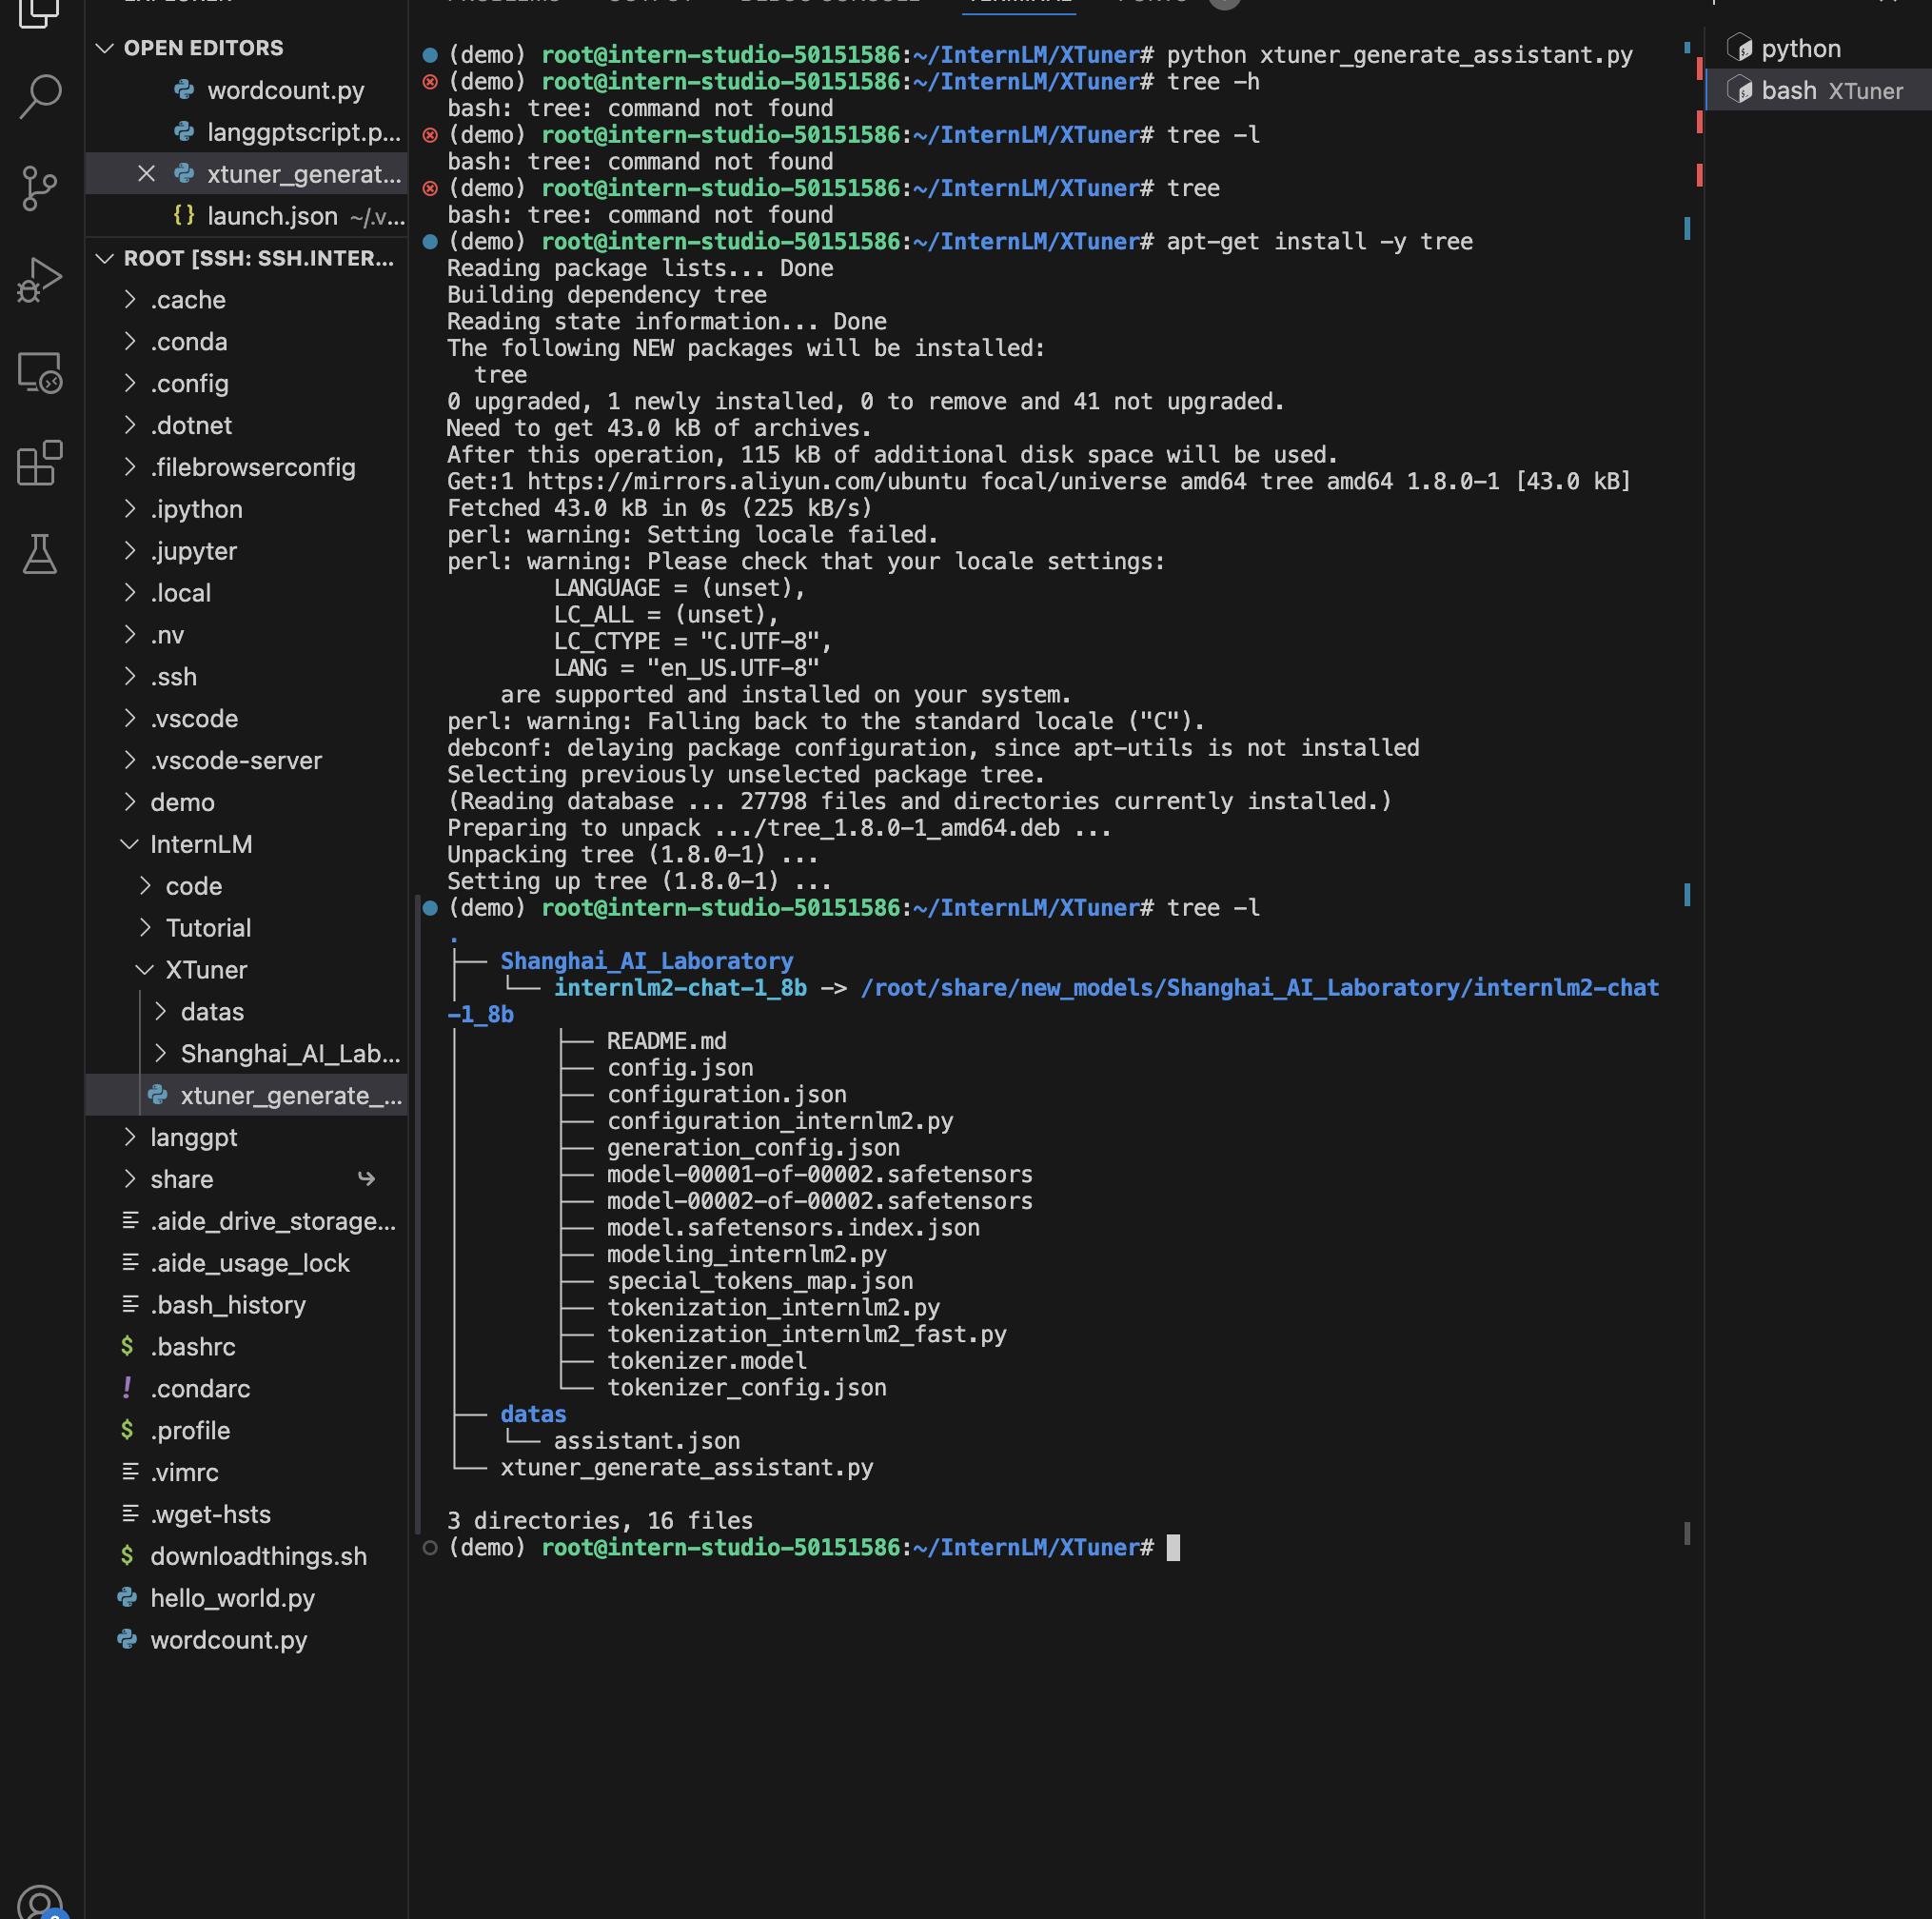 OPEN EDITORS
wordcount.py
langgptscript.p...
xtuner_generat...
launch.json ~/.v...
ROOT [SSH: SSH.INTER...
.cache
.conda
.config
.dotnet
.filebrowserconfig
.ipython
.jupyter
.local
.nv
.ssh
.vscode
.vscode-server
demo
InternLM
code
Tutorial
XTuner
datas
Shanghai_AI_Lab...
xtuner_generate_...
langgpt
share
.aide_drive_storage...
.aide_usage_lock
.bash_history
.bashrc
.condarc
.profile
.vimrc
.wget-hsts
downloadthings.sh
hello_world.py
wordcount.py
(demo) root@intern-studio-50151586:~/InternLM/XTuner# python xtuner_generate_assistant.py
(demo) root@intern-studio-50151586:~/InternLM/XTuner# tree -h
bash: tree: command not found
(demo) root@intern-studio-50151586:~/InternLM/XTuner# tree -l
bash: tree: command not found
(demo) root@intern-studio-50151586:~/InternLM/XTuner# tree
bash: tree: command not found
(demo) root@intern-studio-50151586:~/InternLM/XTuner# apt-get install -y tree
Reading package lists... Done
Building dependency tree
Reading state information... Done
The following NEW packages will be installed:
  tree
0 upgraded, 1 newly installed, 0 to remove and 41 not upgraded.
Need to get 43.0 kB of archives.
After this operation, 115 kB of additional disk space will be used.
Get:1 https://mirrors.aliyun.com/ubuntu focal/universe amd64 tree amd64 1.8.0-1 [43.0 kB]
Fetched 43.0 kB in 0s (225 kB/s)
perl: warning: Setting locale failed.
perl: warning: Please check that your locale settings:
        LANGUAGE = (unset),
        LC_ALL = (unset),
        LC_CTYPE = "C.UTF-8",
        LANG = "en_US.UTF-8"
    are supported and installed on your system.
perl: warning: Falling back to the standard locale ("C").
debconf: delaying package configuration, since apt-utils is not installed
Selecting previously unselected package tree.
(Reading database ... 27798 files and directories currently installed.)
Preparing to unpack .../tree_1.8.0-1_amd64.deb ...
Unpacking tree (1.8.0-1) ...
Setting up tree (1.8.0-1) ...
(demo) root@intern-studio-50151586:~/InternLM/XTuner# tree -l
.
├── Shanghai_AI_Laboratory
│   └── internlm2-chat-1_8b -> /root/share/new_models/Shanghai_AI_Laboratory/internlm2-chat
-1_8b
│       ├── README.md
│       ├── config.json
│       ├── configuration.json
│       ├── configuration_internlm2.py
│       ├── generation_config.json
│       ├── model-00001-of-00002.safetensors
│       ├── model-00002-of-00002.safetensors
│       ├── model.safetensors.index.json
│       ├── modeling_internlm2.py
│       ├── special_tokens_map.json
│       ├── tokenization_internlm2.py
│       ├── tokenization_internlm2_fast.py
│       ├── tokenizer.model
│       └── tokenizer_config.json
├── datas
│   └── assistant.json
└── xtuner_generate_assistant.py
3 directories, 16 files
(demo) root@intern-studio-50151586:~/InternLM/XTuner#
python
bash XTuner